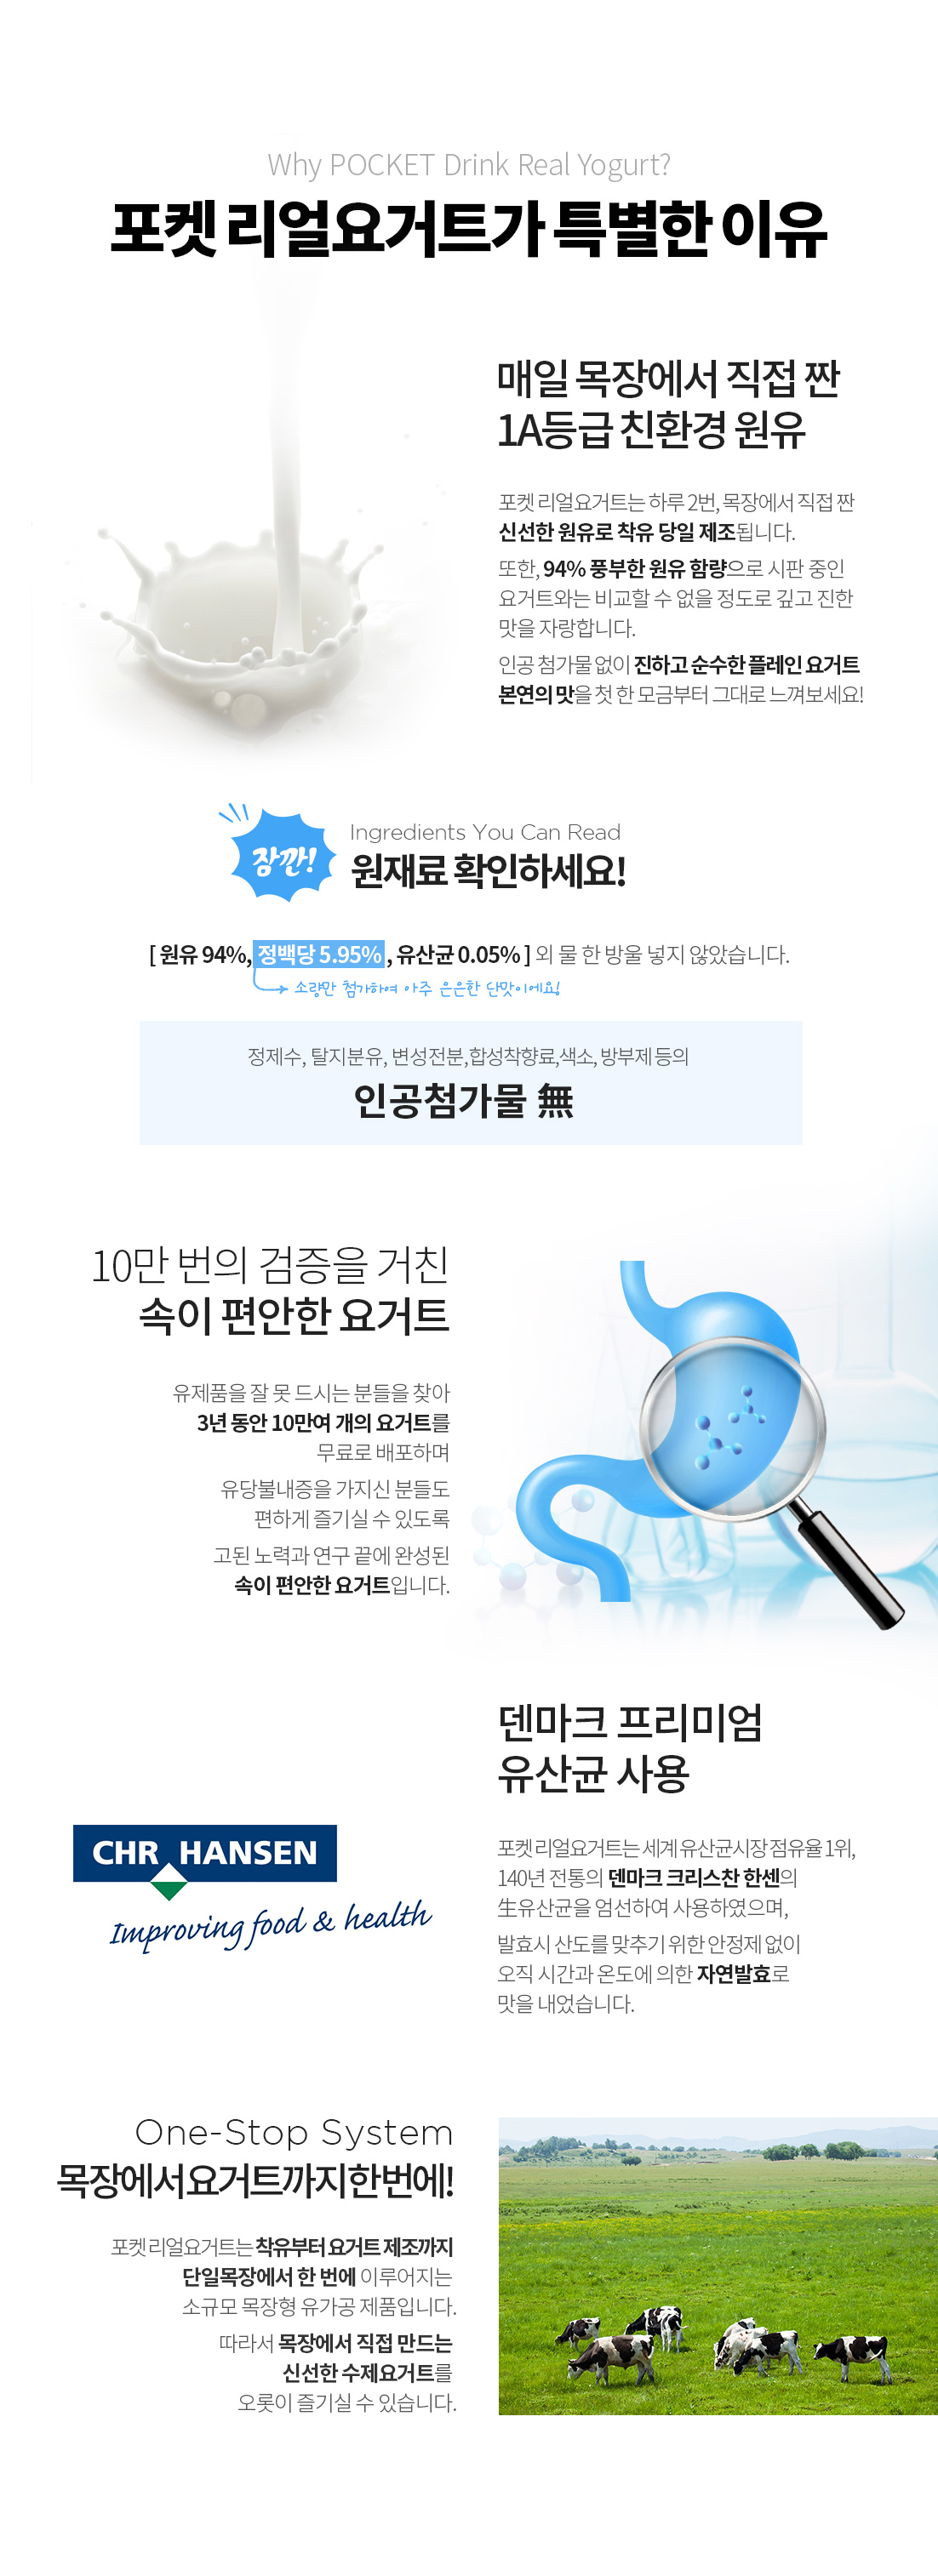 Why POCKET Drink Real Yogurt?
포켓 리얼요거트가 특별한 이유
매일 목장에서 직접 짠
1A등급 친환경 원유
포켓 리얼요거트는 하루 2번, 목장에서 직접 짠
신선한 원유로 착유 당일 제조됩니다.
또한, 94% 풍부한 원유 함량으로 시판 중인
요거트와는 비교할 수 없을 정도로 깊고 진한
맛을 자랑합니다.
인공 첨가물 없이 진하고 순수한 플레인 요거트
본연의 맛을 첫 한 모금부터 그대로 느껴보세요!
잠깐!
Ingredients You Can Read
원재료 확인하세요!
[ 원유 94%, 정백당 5.95% , 유산균 0.05% ] 외 물 한 방울 넣지 않았습니다.
소량만 첨가하여 아주 은은한 단맛이에요!
정제수, 탈지분유, 변성전분,합성착향료,색소, 방부제 등의
인공첨가물 無
10만 번의 검증을 거친
속이 편안한 요거트
유제품을 잘 못 드시는 분들을 찾아
3년 동안 10만여 개의 요거트를
무료로 배포하며
유당불내증을 가지신 분들도
편하게 즐기실 수 있도록
고된 노력과 연구 끝에 완성된
속이 편안한 요거트입니다.
덴마크 프리미엄
유산균 사용
CHR HANSEN
Improving food & health
포켓 리얼요거트는 세계 유산균시장 점유율 1위,
140년 전통의 덴마크 크리스찬 한센의
生유산균을 엄선하여 사용하였으며,
발효시 산도를 맞추기 위한 안정제 없이
오직 시간과 온도에 의한 자연발효로
맛을 내었습니다.
One-Stop System
목장에서 요거트까지 한번에!
포켓 리얼요거트는 착유부터 요거트 제조까지
단일목장에서 한 번에 이루어지는
소규모 목장형 유가공 제품입니다.
따라서 목장에서 직접 만드는
신선한 수제요거트를
오롯이 즐기실 수 있습니다.